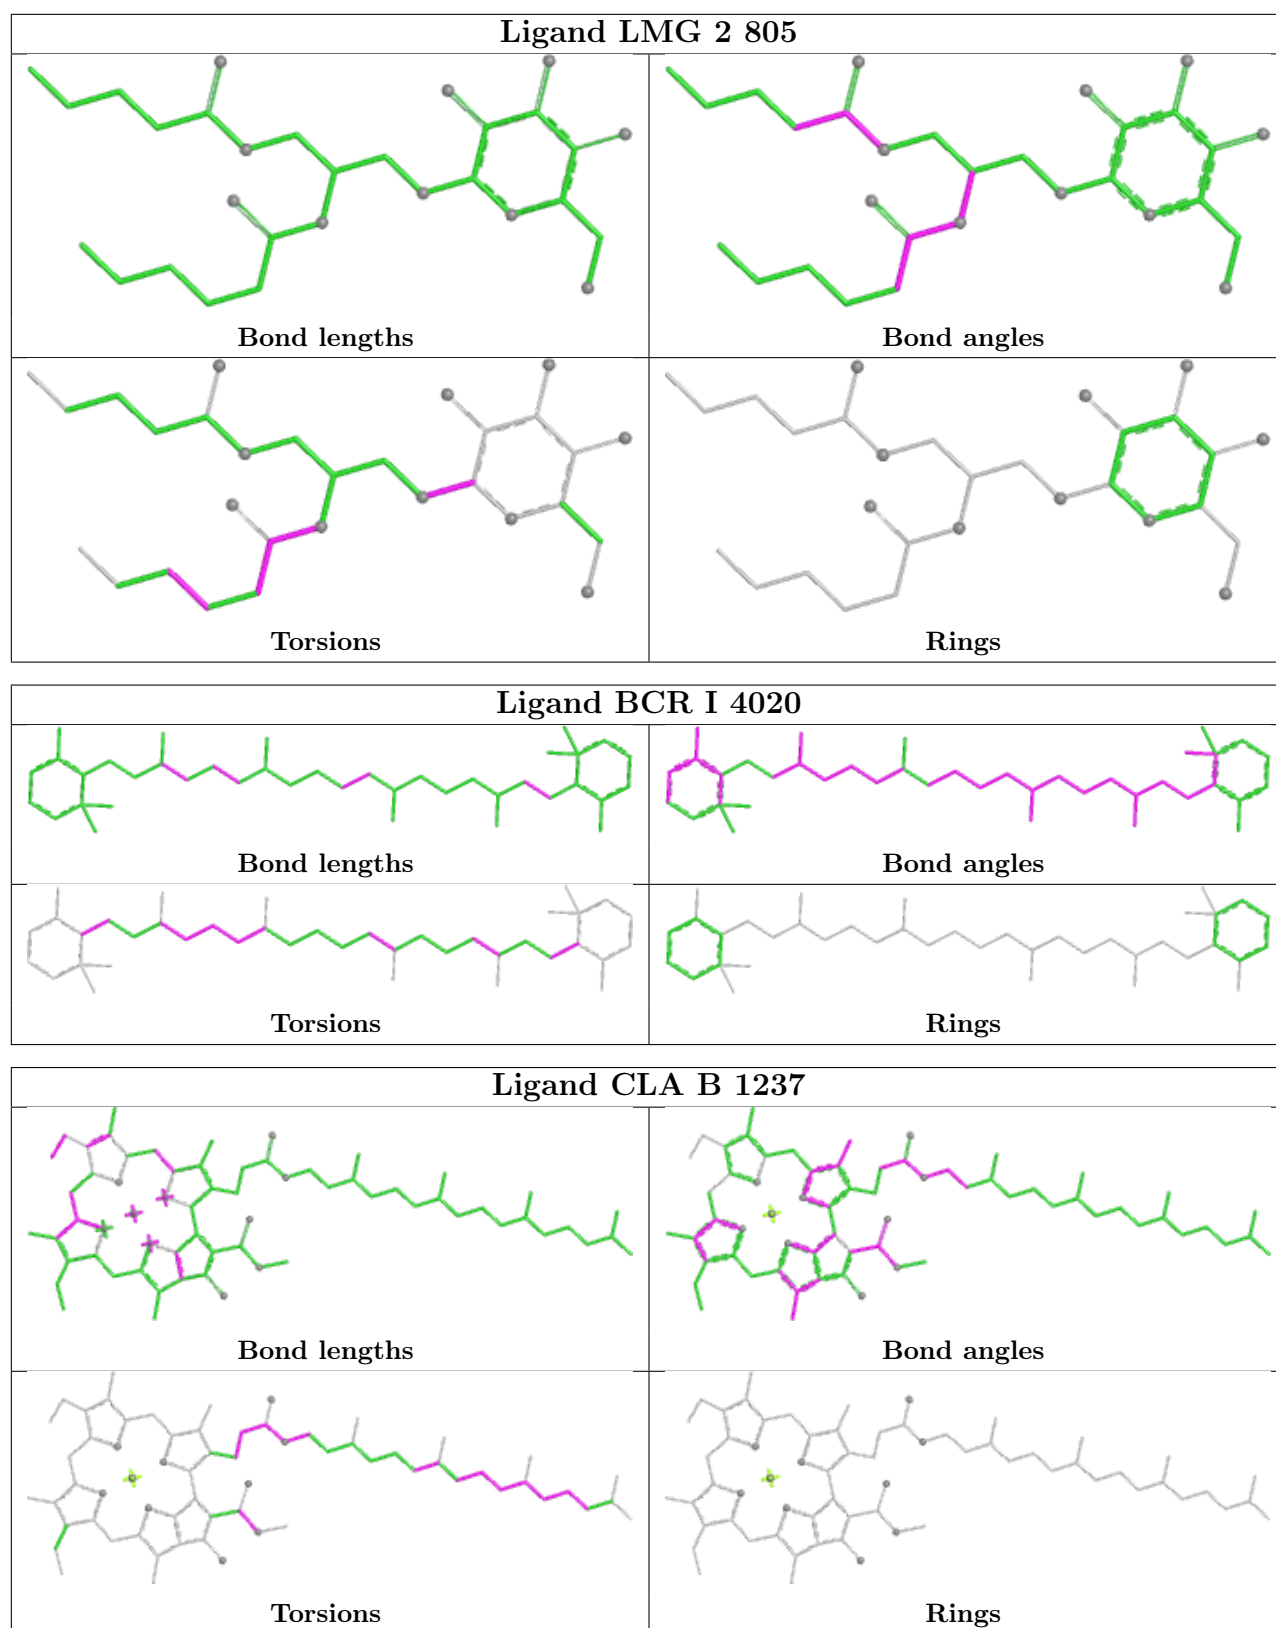 Ligand LMG 2 805
Bond lengths
Bond angles
Torsions
Rings
Ligand BCR I 4020
Bond lengths
Bond angles
Torsions
Rings
Ligand CLA B 1237
Bond lengths
Bond angles
Torsions
Rings